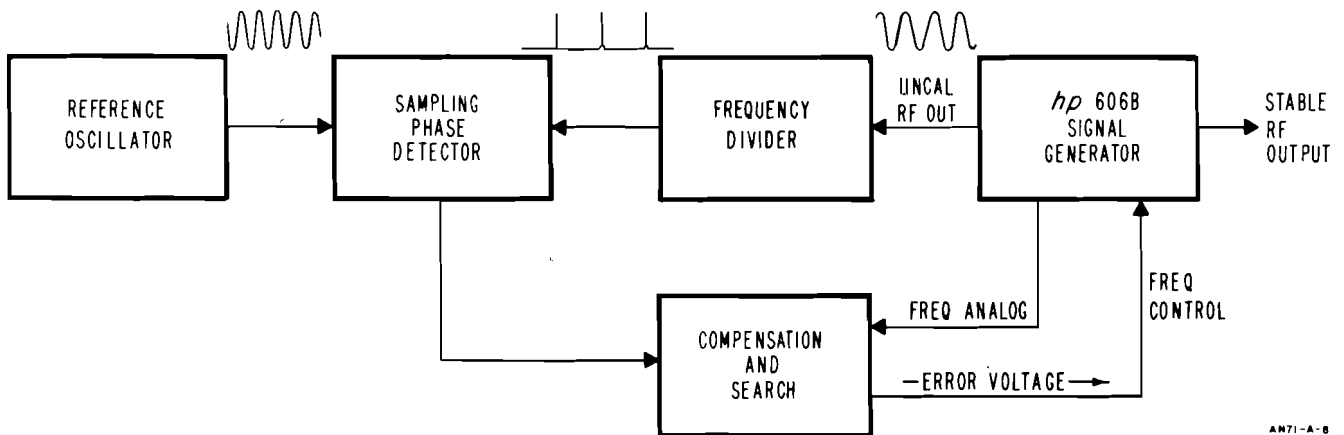 REFERENCE
OSCILLATOR
SAMPLING
PHASE
DETECTOR
FREQUENCY
DIVIDER
UNCAL
RF OUT
hp 606B
SIGNAL
GENERATOR
STABLE
RF
OUTPUT
FREQ ANALOG
FREQ
CONTROL
COMPENSATION
AND
SEARCH
ERROR VOLTAGE
AN71-A-8